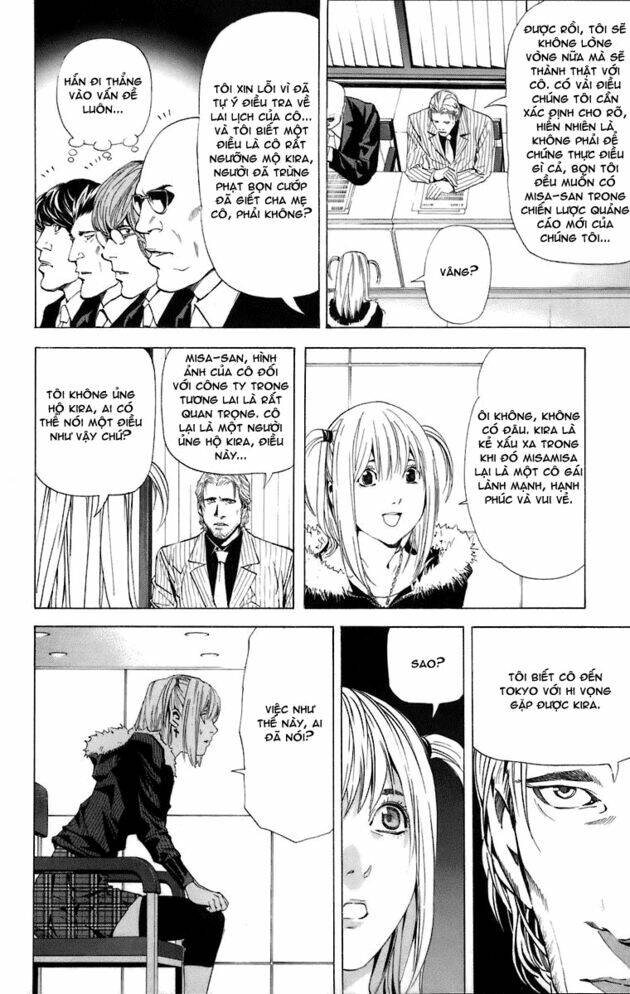 ĐƯỢC RỒI, TÔI SẼ
KHÔNG LÒNG
VÒNG NỮA MÀ SẼ
THÀNH THẬT VỚI
CÔ. CÓ VÀI ĐIỀU
CHÚNG TÔI CẦN
XÁC ĐỊNH CHO RÕ,
HIỂN NHIÊN LÀ
KHÔNG PHẢI ĐỂ
CHỨNG THỰC ĐIỀU
GÌ CẢ, BỌN TÔI
ĐỀU MUỐN CÓ
MISA-SAN TRONG
CHIẾN LƯỢC QUẢNG
CÁO MỚI CỦA
CHÚNG TÔI...
VÂNG?
TÔI XIN LỖI VÌ ĐÃ
TỰ Ý ĐIỀU TRA VỀ
LAI LỊCH CỦA CÔ...
VÀ TÔI BIẾT MỘT
ĐIỀU LÀ CÔ RẤT
NGƯỠNG MỘ KIRA,
NGƯỜI ĐÃ TRỪNG
PHẠT BỌN CƯỚP
ĐÃ GIẾT CHA MẸ
CÔ, PHẢI KHÔNG?
HẮN ĐI THẲNG
VÀO VẤN ĐỀ
LUÔN...
ÔI KHÔNG, KHÔNG
CÓ ĐÂU. KIRA LÀ
KẺ XẤU XA TRONG
KHI ĐÓ MISAMISA
LẠI LÀ MỘT CÔ GÁI
LÀNH MẠNH, HẠNH
PHÚC VÀ VUI VẺ.
MISA-SAN, HÌNH
ẢNH CỦA CÔ ĐỐI
VỚI CÔNG TY TRONG
TƯƠNG LAI LÀ RẤT
QUAN TRỌNG. CÔ
LẠI LÀ MỘT NGƯỜI
ỦNG HỘ KIRA, ĐIỀU
NÀY...
TÔI KHÔNG ỦNG
HỘ KIRA, AI CÓ
THỂ NÓI MỘT ĐIỀU
NHƯ VẬY CHỨ?
TÔI BIẾT CÔ ĐẾN
TOKYO VỚI HI VỌNG
GẶP ĐƯỢC KIRA.
SAO?
VIỆC NHƯ
THẾ NÀY, AI
ĐÃ NÓI?